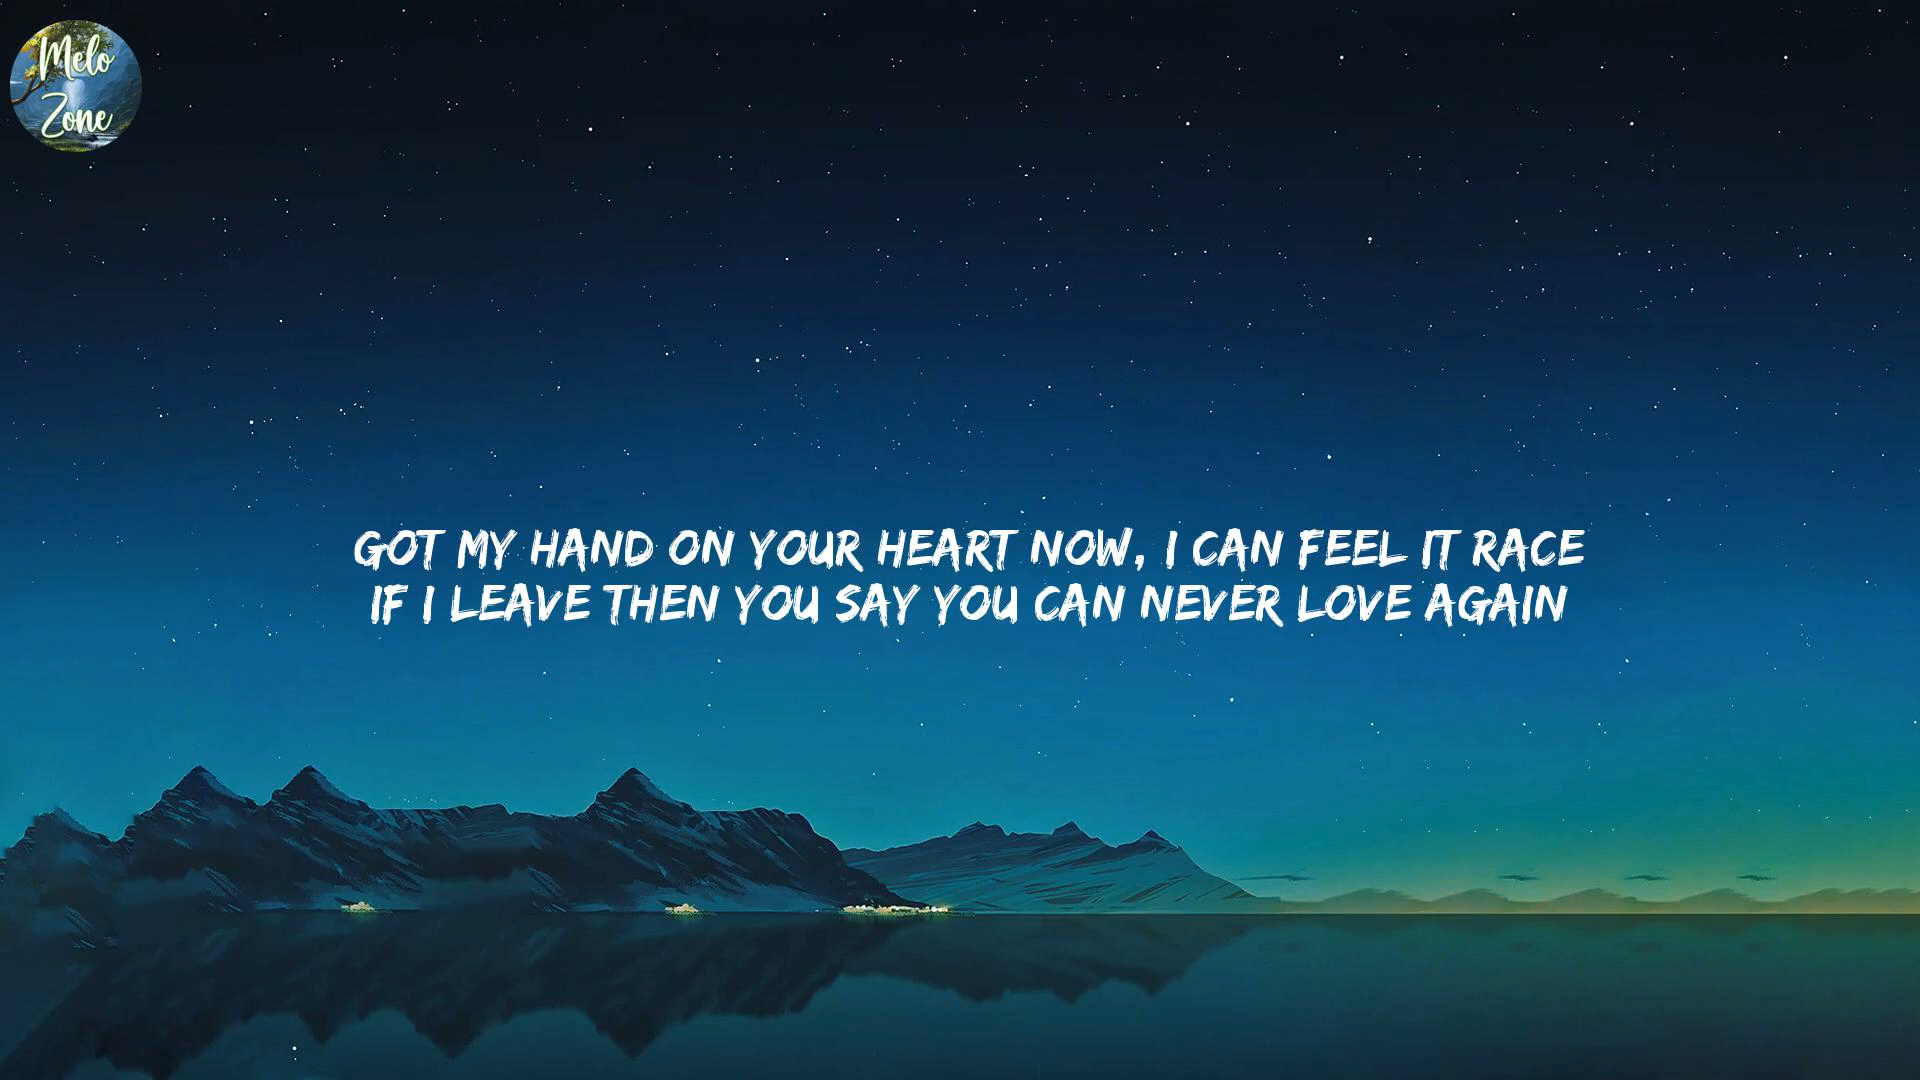 Melo
Zone
GOT MY HAND ON YOUR HEART NOW, I CAN FEEL IT RACE
IF I LEAVE THEN YOU SAY YOU CAN NEVER LOVE AGAIN